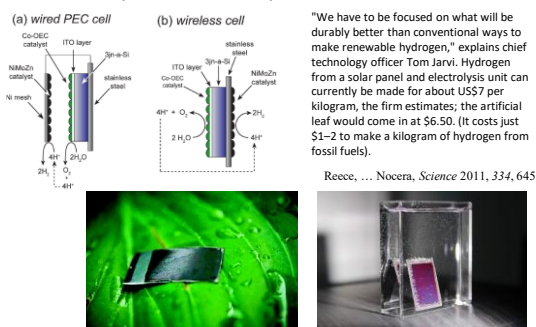 (a) wired PEC cell
Co-OEC
catalyst
ITO layer
3jn-a-Si
NiMoZn
catalyst
stainless
steel
Ni mesh
2H₂
4H⁺
O₂
+
4H⁺
2H₂O
(b) wireless cell
stainless
steel
3jn-a-Si
ITO layer
Co-OEC
catalyst
NiMoZn
catalyst
4H⁺ + O₂
2 H₂O
2H₂
4H⁺
"We have to be focused on what will be
durably better than conventional ways to
make renewable hydrogen," explains chief
technology officer Tom Jarvi. Hydrogen
from a solar panel and electrolysis unit can
currently be made for about US$7 per
kilogram, the firm estimates; the artificial
leaf would come in at $6.50. (It costs just
$1–2 to make a kilogram of hydrogen from
fossil fuels).
Reece, … Nocera, Science 2011, 334, 645